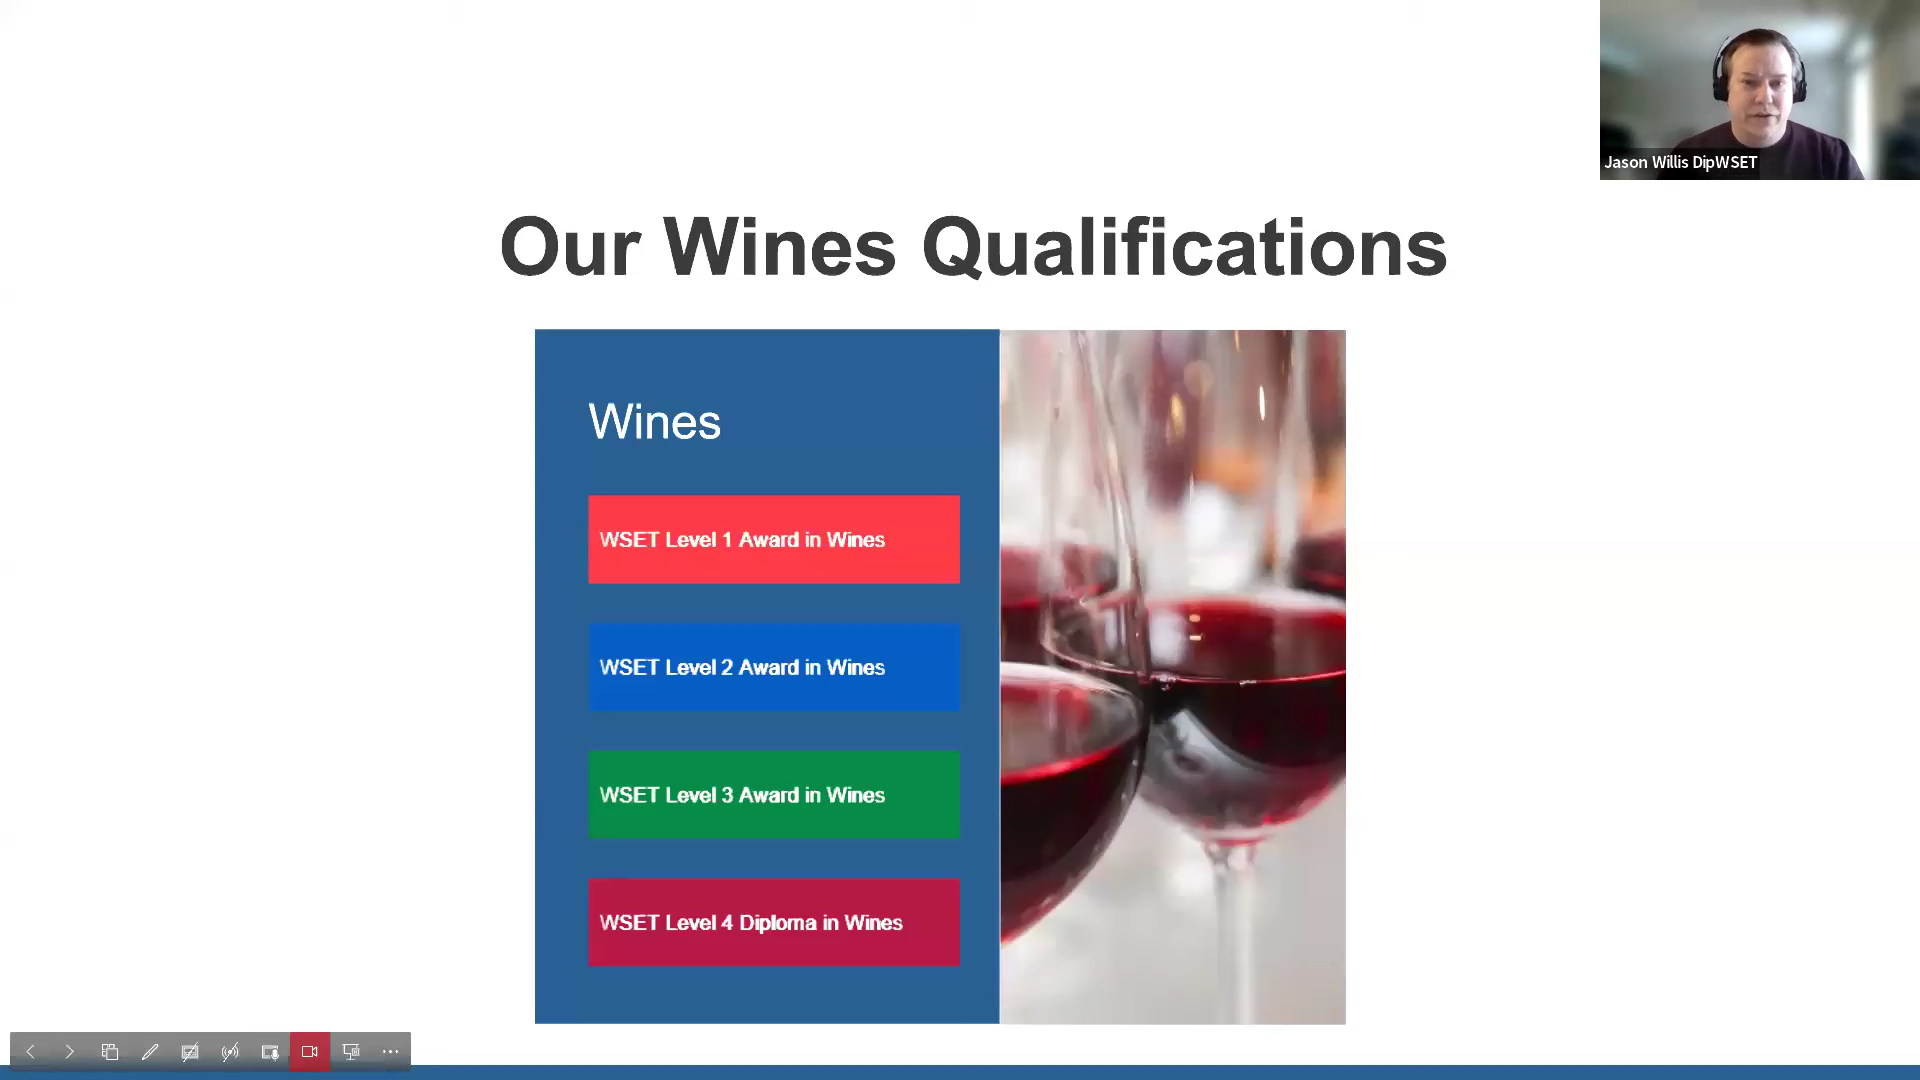 Jason Willis DipWSET
Our Wines Qualifications
Wines
WSET Level 1 Award in Wines
WSET Level 2 Award in Wines
WSET Level 3 Award in Wines
WSET Level 4 Diploma in Wines